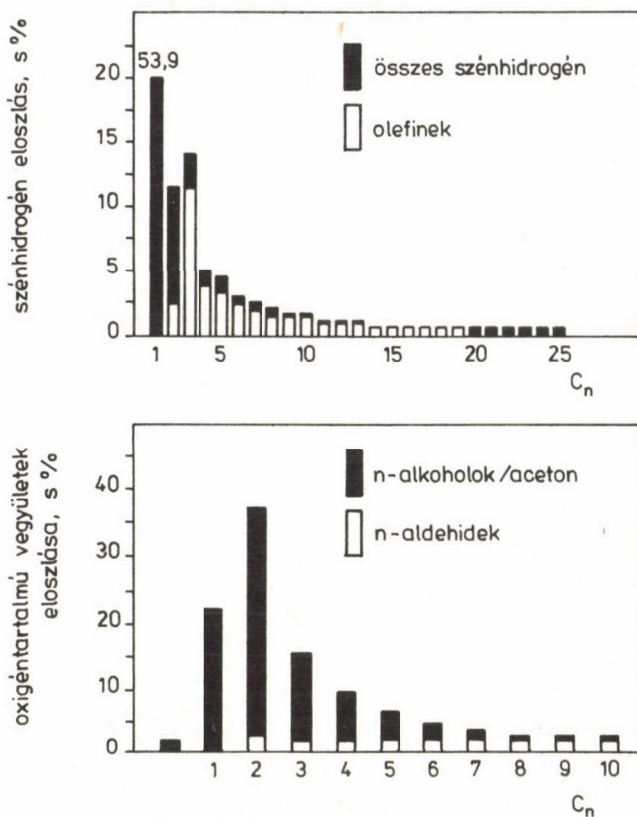 szénhidrogén eloszlás, s %
53,9
20
15
10
5
0
összes szénhidrogén
olefinek
1 5 10 15 20 25
Cn
oxigéntartalmú vegyületek
eloszlása, s %
40
30
20
10
0
n-alkoholok/aceton
n-aldehidek
1 2 3 4 5 6 7 8 9 10
Cn